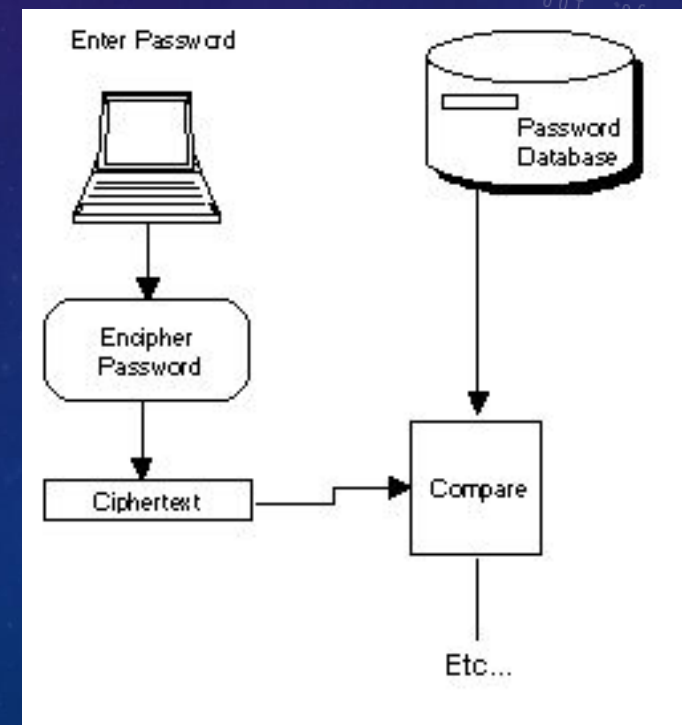 Enter Password
Password
Database
Encipher
Password
Ciphertext
Compare
Etc...